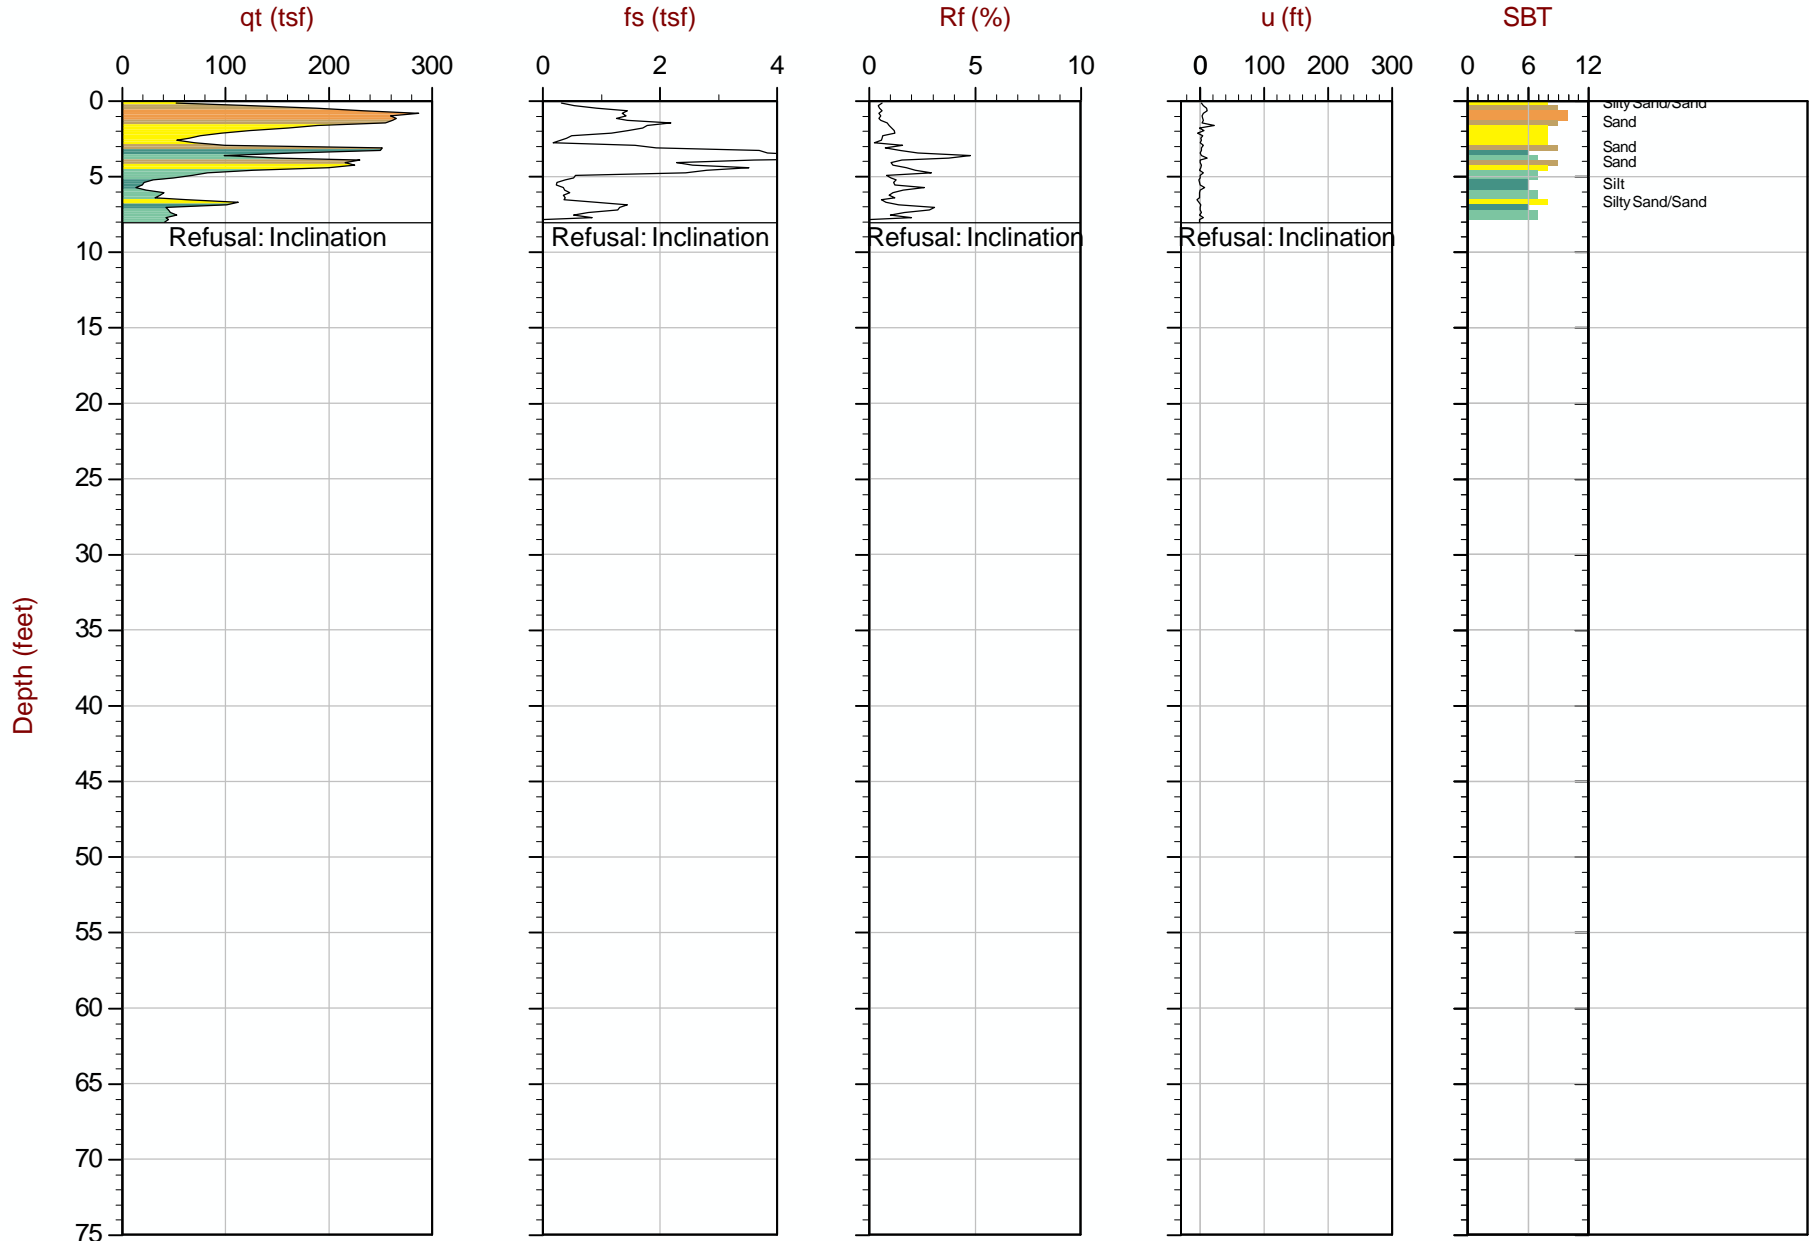 qt (tsf) fs (tsf) Rf (%) u (ft) SBT
0 100 200 300 0 2 4 0 5 10 0 100 200 300 0 6 12
0
Silty Sand/Sand
Sand
Sand
Sand
5
Silt
Silty Sand/Sand
Refusal: Inclination Refusal: Inclination Refusal: Inclination Refusal: Inclination
10
15
20
25
30
35
40
45
50
55
60
65
70
75
Depth (feet)